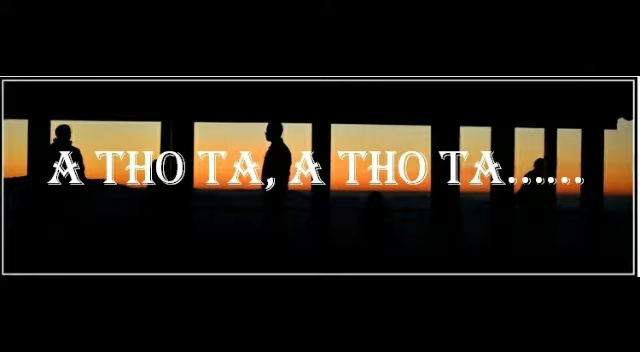 A THO TA, A THO TA......